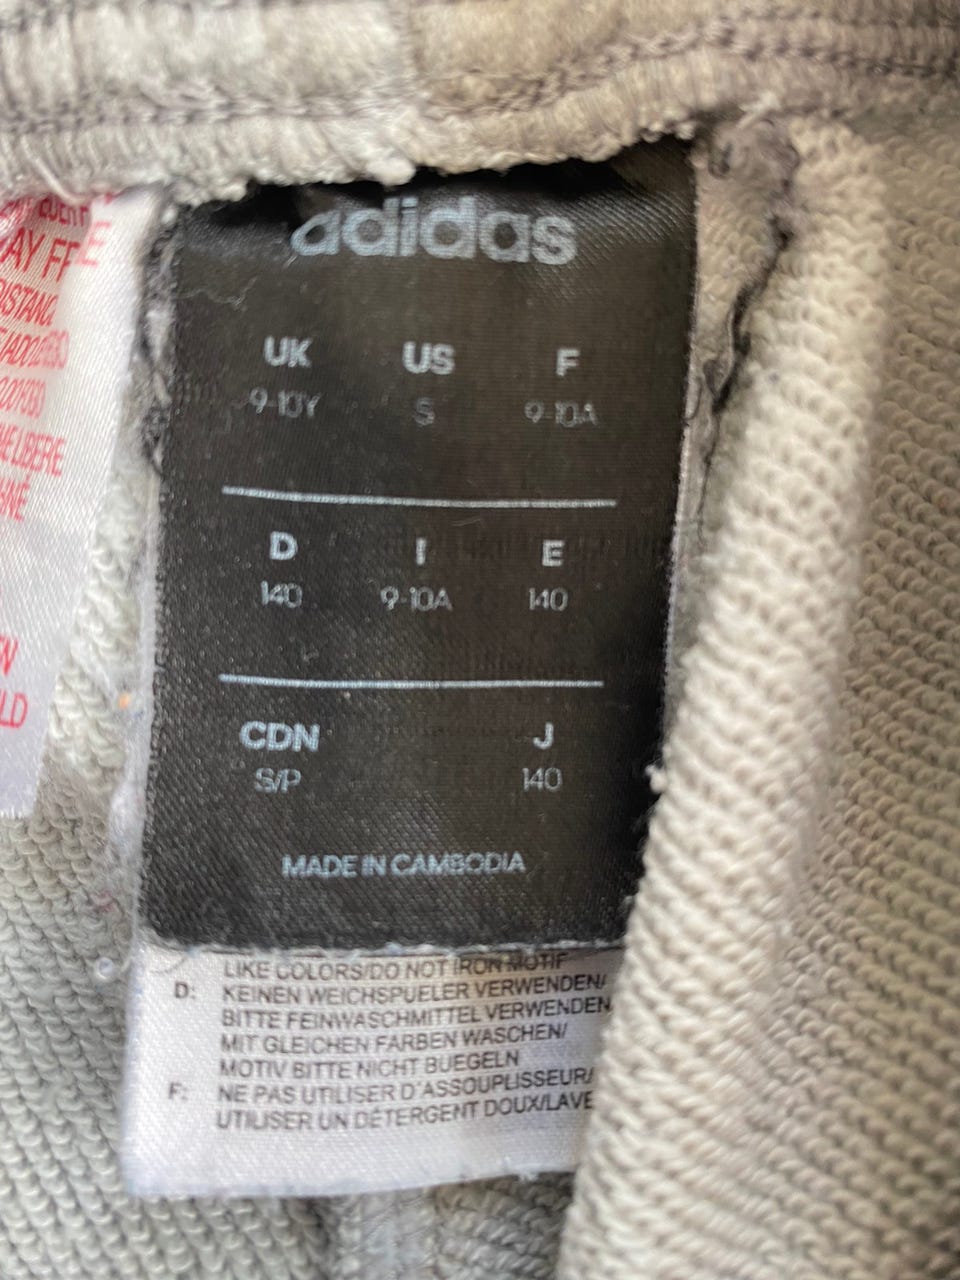 adidas
UK US F
9-10Y S 9-10A
D I E
140 9-10A 140
CDN J
S/P 140
MADE IN CAMBODIA
LIKE COLORS/DO NOT IRON MOTIF
D: KEINEN WEICHSPUELER VERWENDEN/
BITTE FEINWASCHMITTEL VERWENDEN
MIT GLEICHEN FARBEN WASCHEN/
MOTIV BITTE NICHT BUEGELN
F: NE PAS UTILISER D'ASSOUPLISSEUR/
UTILISER UN DÉTERGENT DOUX/LAVE